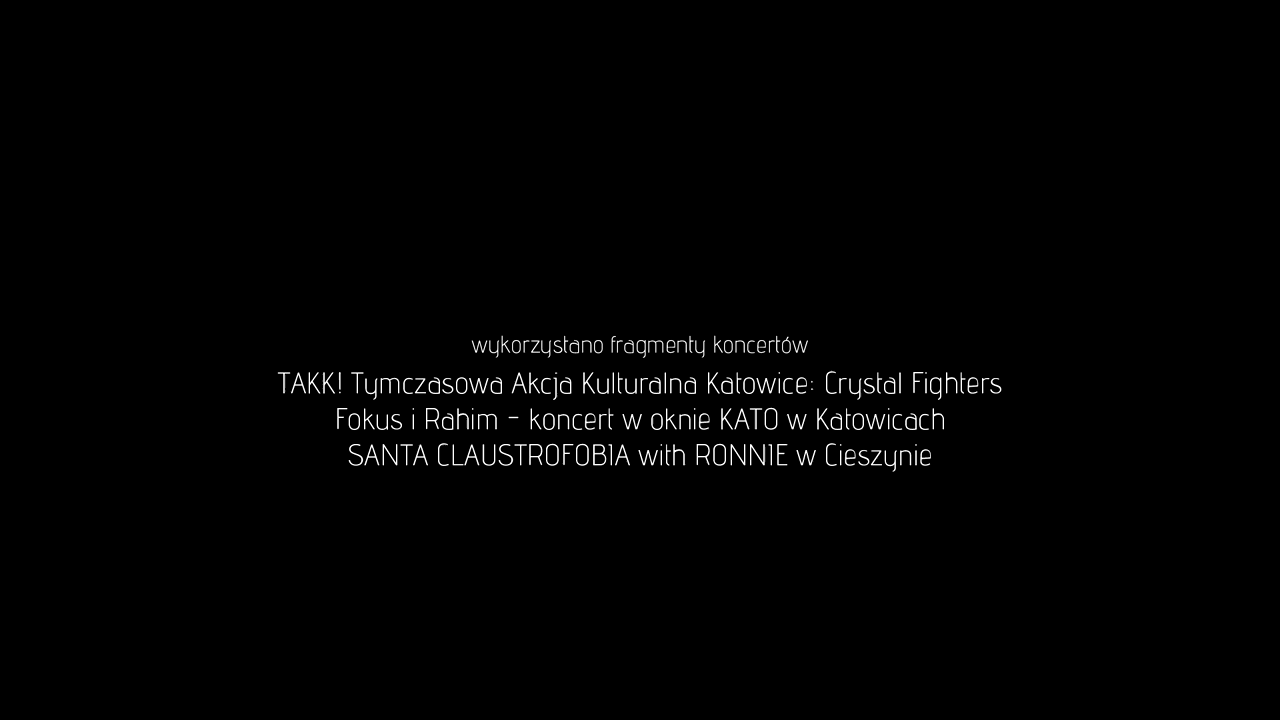 wykorzystano fragmenty koncertów
TAKK! Tymczasowa Akcja Kulturalna Katowice: Crystal Fighters
Fokus i Rahim - koncert w oknie KATO w Katowicach
SANTA CLAUSTROFOBIA with RONNIE w Cieszynie